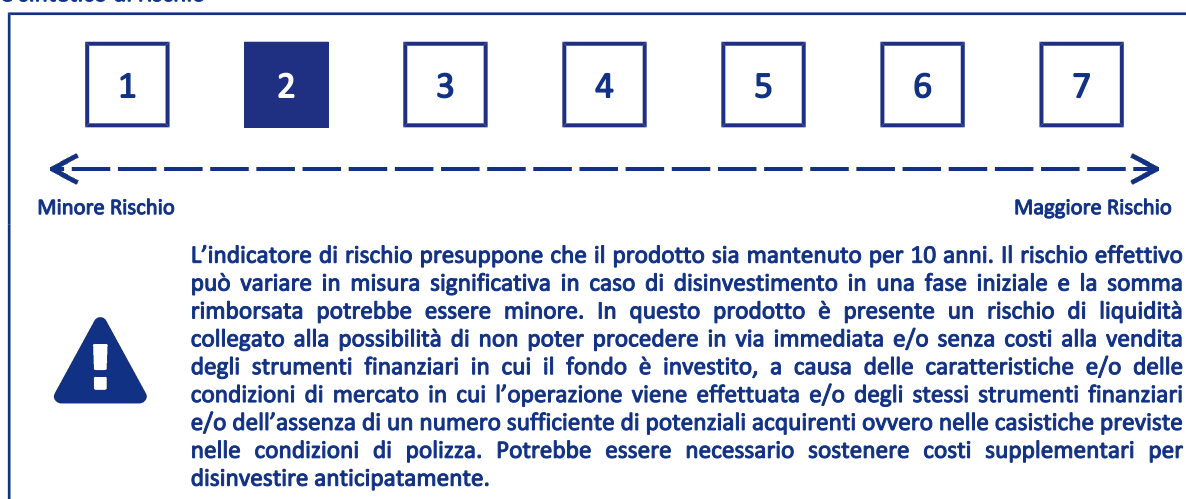 1 2 3 4 5 6 7
Minore Rischio Maggiore Rischio
L'indicatore di rischio presuppone che il prodotto sia mantenuto per 10 anni. Il rischio effettivo
può variare in misura significativa in caso di disinvestimento in una fase iniziale e la somma
rimborsata potrebbe essere minore. In questo prodotto è presente un rischio di liquidità
collegato alla possibilità di non poter procedere in via immediata e/o senza costi alla vendita
degli strumenti finanziari in cui il fondo è investito, a causa delle caratteristiche e/o delle
condizioni di mercato in cui l'operazione viene effettuata e/o degli stessi strumenti finanziari
e/o dell'assenza di un numero sufficiente di potenziali acquirenti ovvero nelle casistiche previste
nelle condizioni di polizza. Potrebbe essere necessario sostenere costi supplementari per
disinvestire anticipatamente.